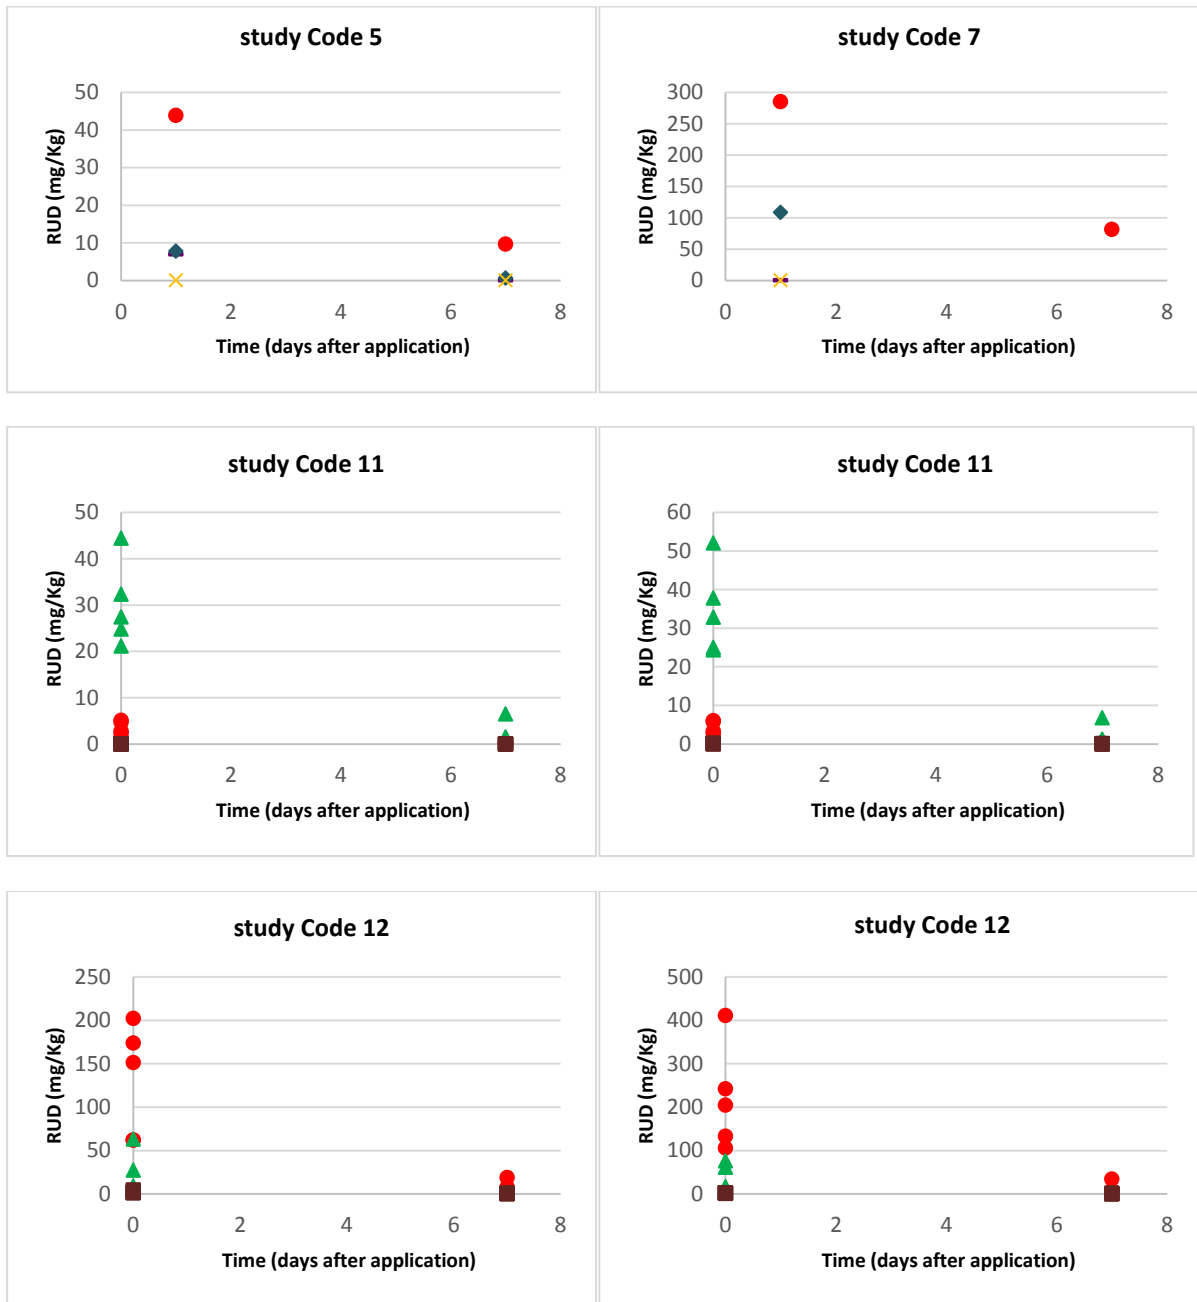 study Code 5
50
40
30
20
10
0
RUD (mg/Kg)
0 2 4 6 8
Time (days after application)
study Code 7
300
250
200
150
100
50
0
RUD (mg/Kg)
0 2 4 6 8
Time (days after application)
study Code 11
50
40
30
20
10
0
RUD (mg/Kg)
0 2 4 6 8
Time (days after application)
study Code 11
60
50
40
30
20
10
0
RUD (mg/Kg)
0 2 4 6 8
Time (days after application)
study Code 12
250
200
150
100
50
0
RUD (mg/Kg)
0 2 4 6 8
Time (days after application)
study Code 12
500
400
300
200
100
0
RUD (mg/Kg)
0 2 4 6 8
Time (days after application)